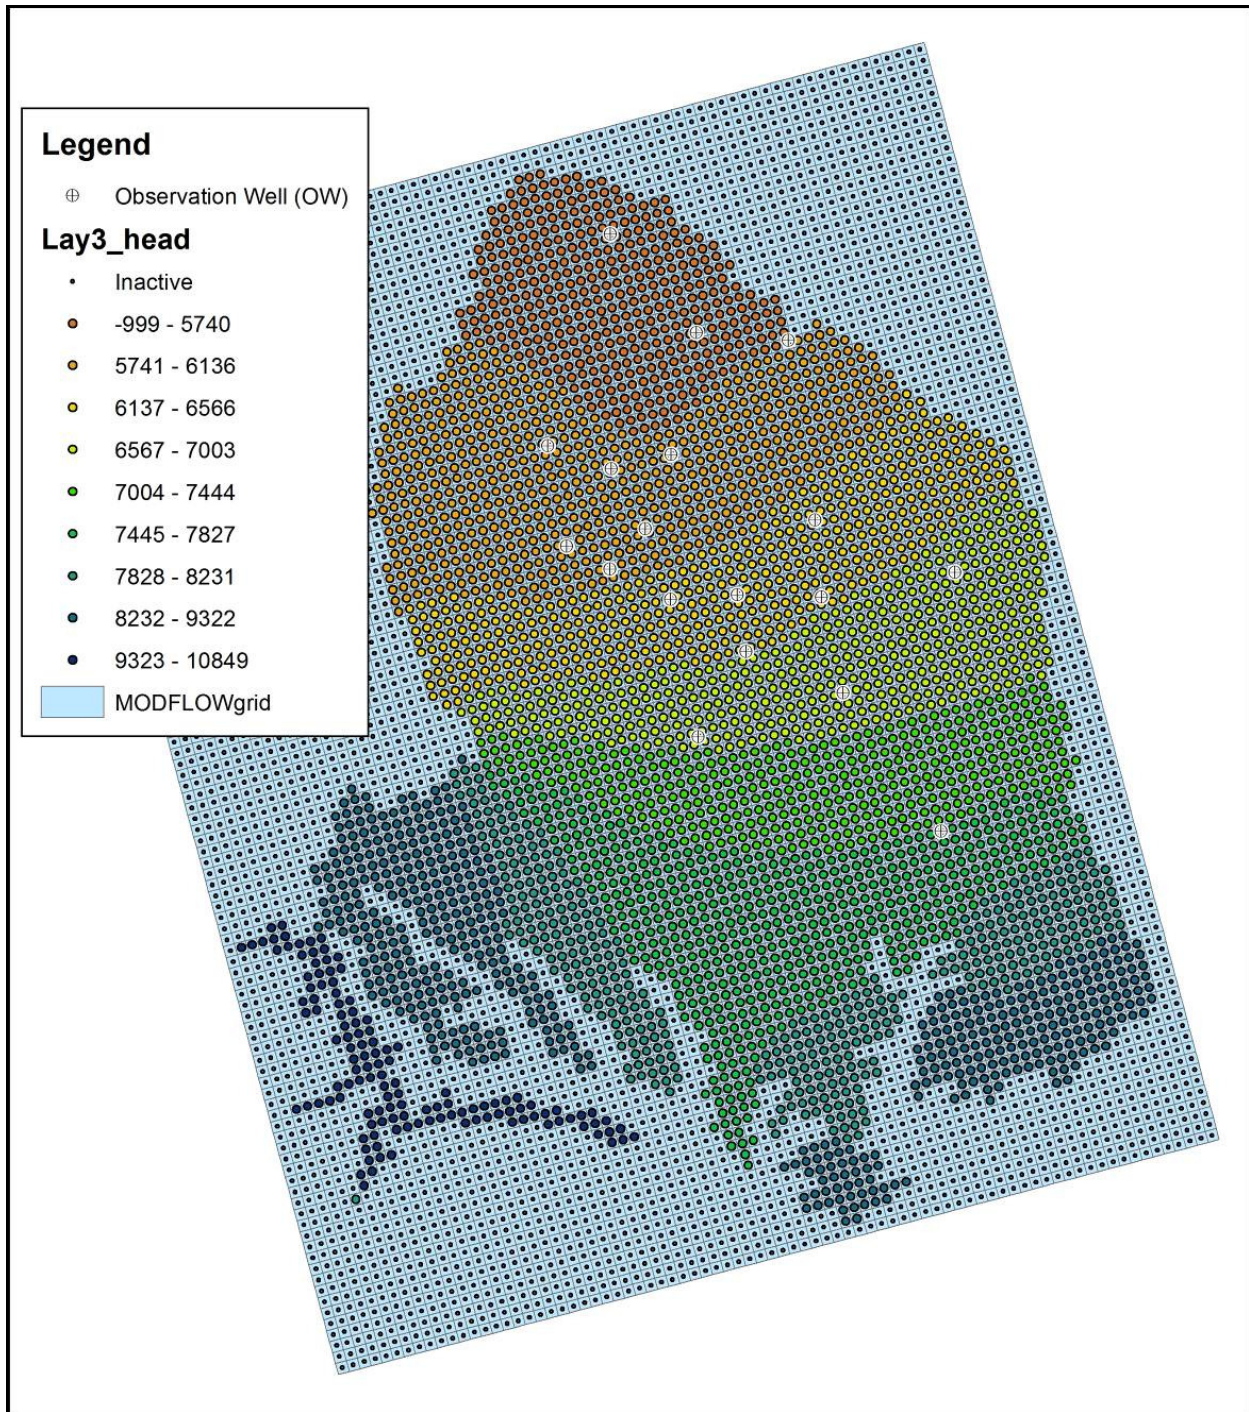 Legend
Observation Well (OW)
Lay3_head
Inactive
-999 - 5740
5741 - 6136
6137 - 6566
6567 - 7003
7004 - 7444
7445 - 7827
7828 - 8231
8232 - 9322
9323 - 10849
MODFLOWgrid